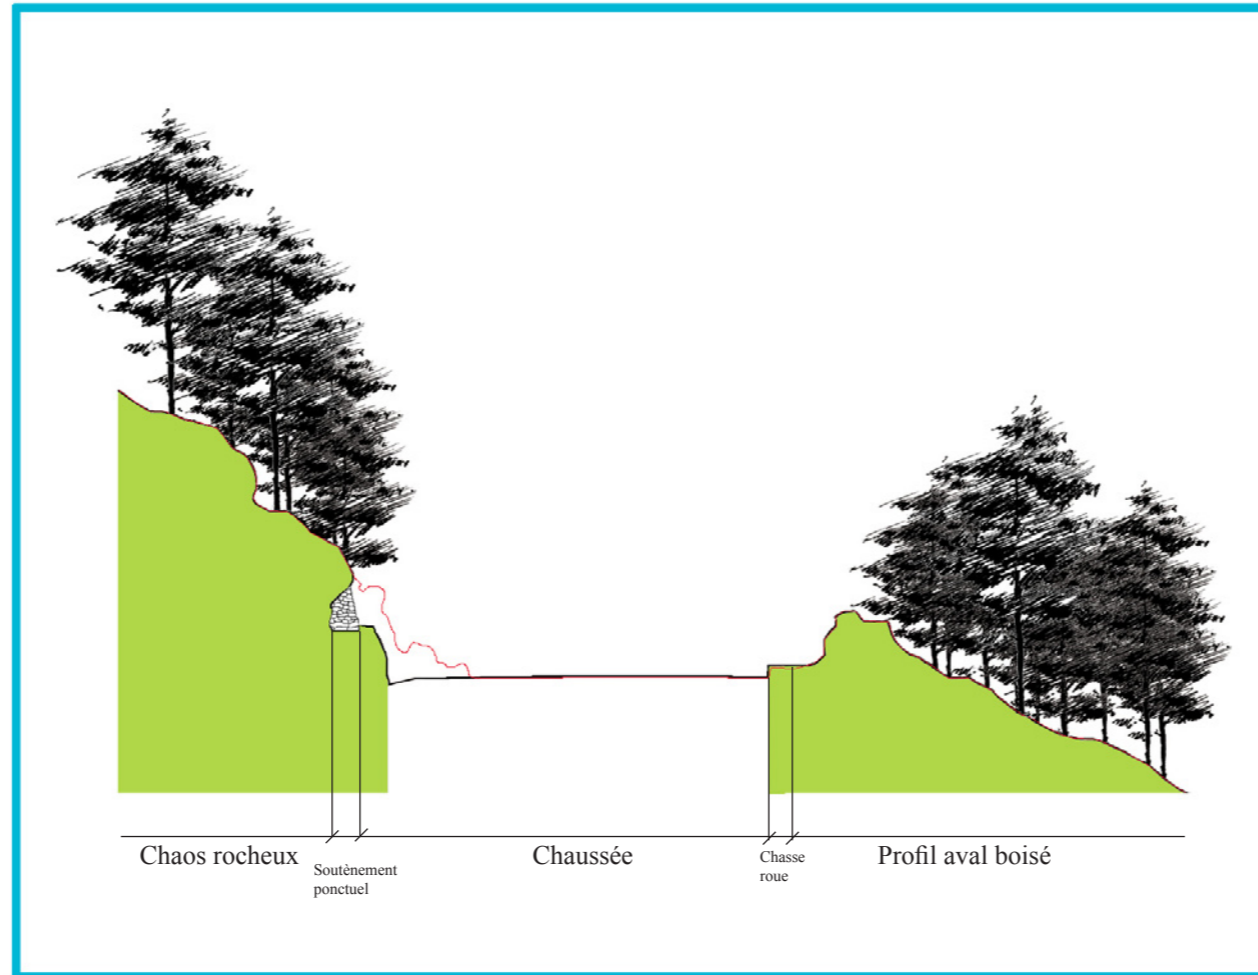 Chaos rocheux
Soutènement
ponctuel
Chaussée
Chasse
roue
Profil aval boisé